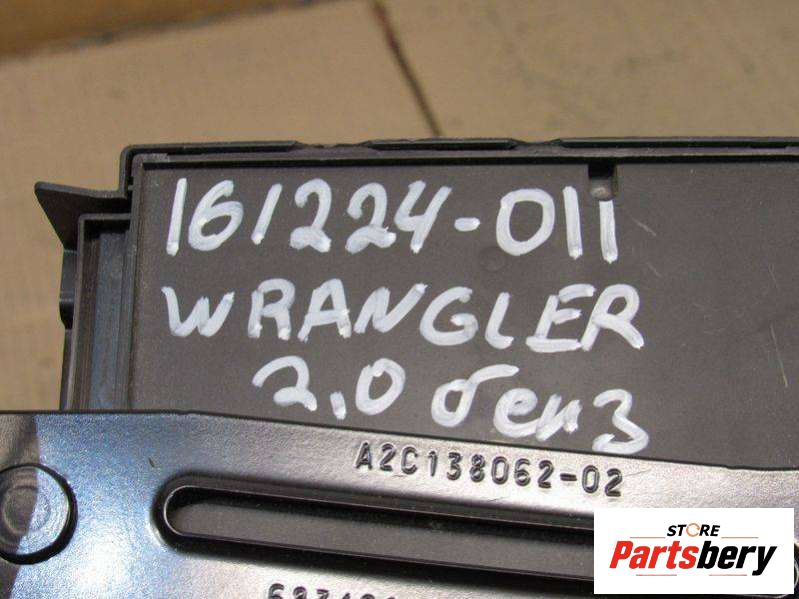 161224-011
WRANGLER
2,0 бенз
A2C138062-02
STORE
Partsbery